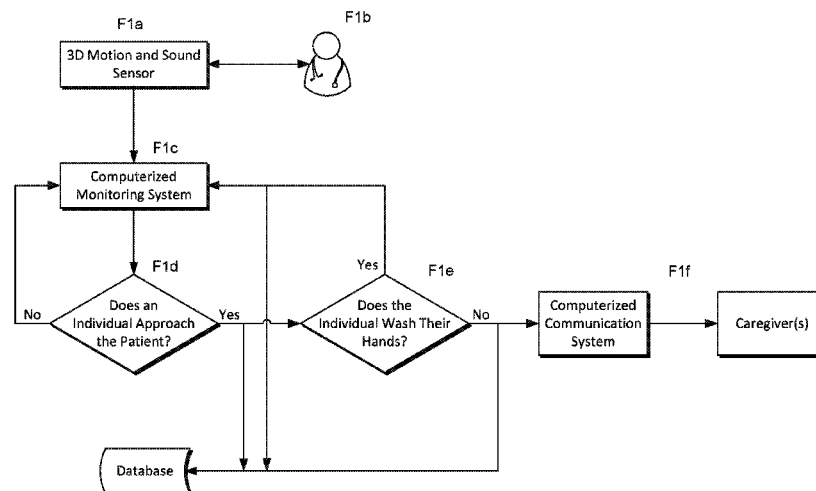 F1a
F1b
3D Motion and Sound
Sensor
F1c
Computerized
Monitoring System
F1d
Yes
F1e
F1f
No
Does an
Individual Approach
the Patient?
Yes
Does the
Individual Wash Their
Hands?
No
Computerized
Communication
System
Caregiver(s)
Database